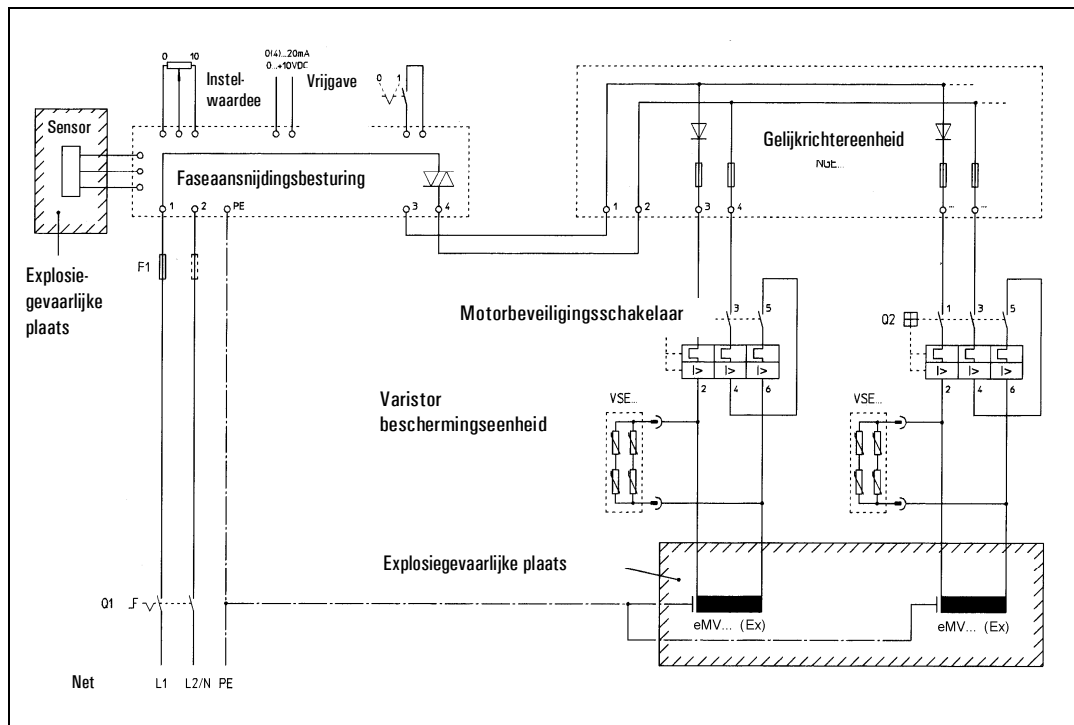 0 10
Instel-
waardee
0(4)...20mA
0...+10VDC
Vrijgave
0 1
Sensor
Faseaansnijdingsbesturing
Gelijkrichtereenheid
NGE...
1 2 PE 3 4
1 2 3 4 ... ...
Explosie-
gevaarlijke
plaats
F1
Motorbeveiligingsschakelaar
3 5
Q2
1 3 5
I> I> I>
I> I> I>
2 4 6
2 4 6
Varistor
beschermingseenheid
VSE...
VSE...
Explosiegevaarlijke plaats
Q1
eMV... (Ex)
eMV... (Ex)
Net
L1 L2/N PE